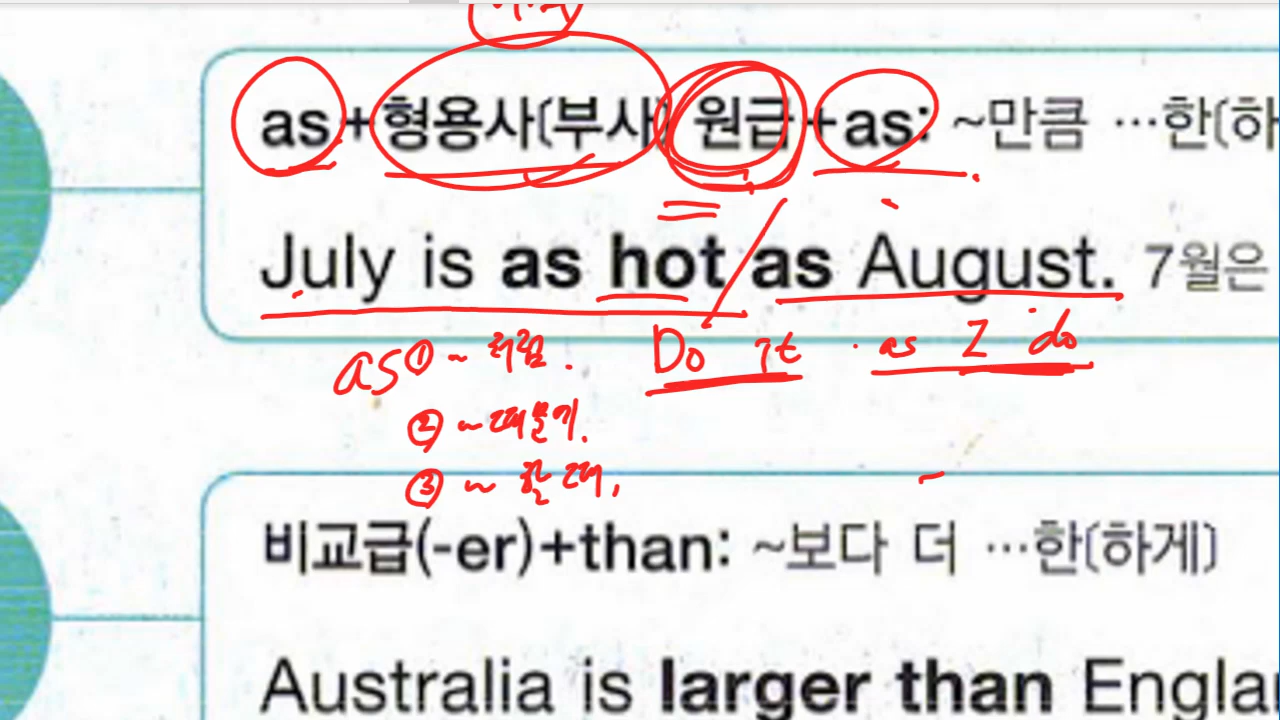 as+형용사(부사) 원급+as: ~만큼 …한(하
July is as hot as August. 7월은
as ① ~ 처럼. Do it as I do
② ~ 때문에.
③ ~ 할 때,
비교급(-er)+than: ~보다 더 …한(하게)
Australia is larger than Englan